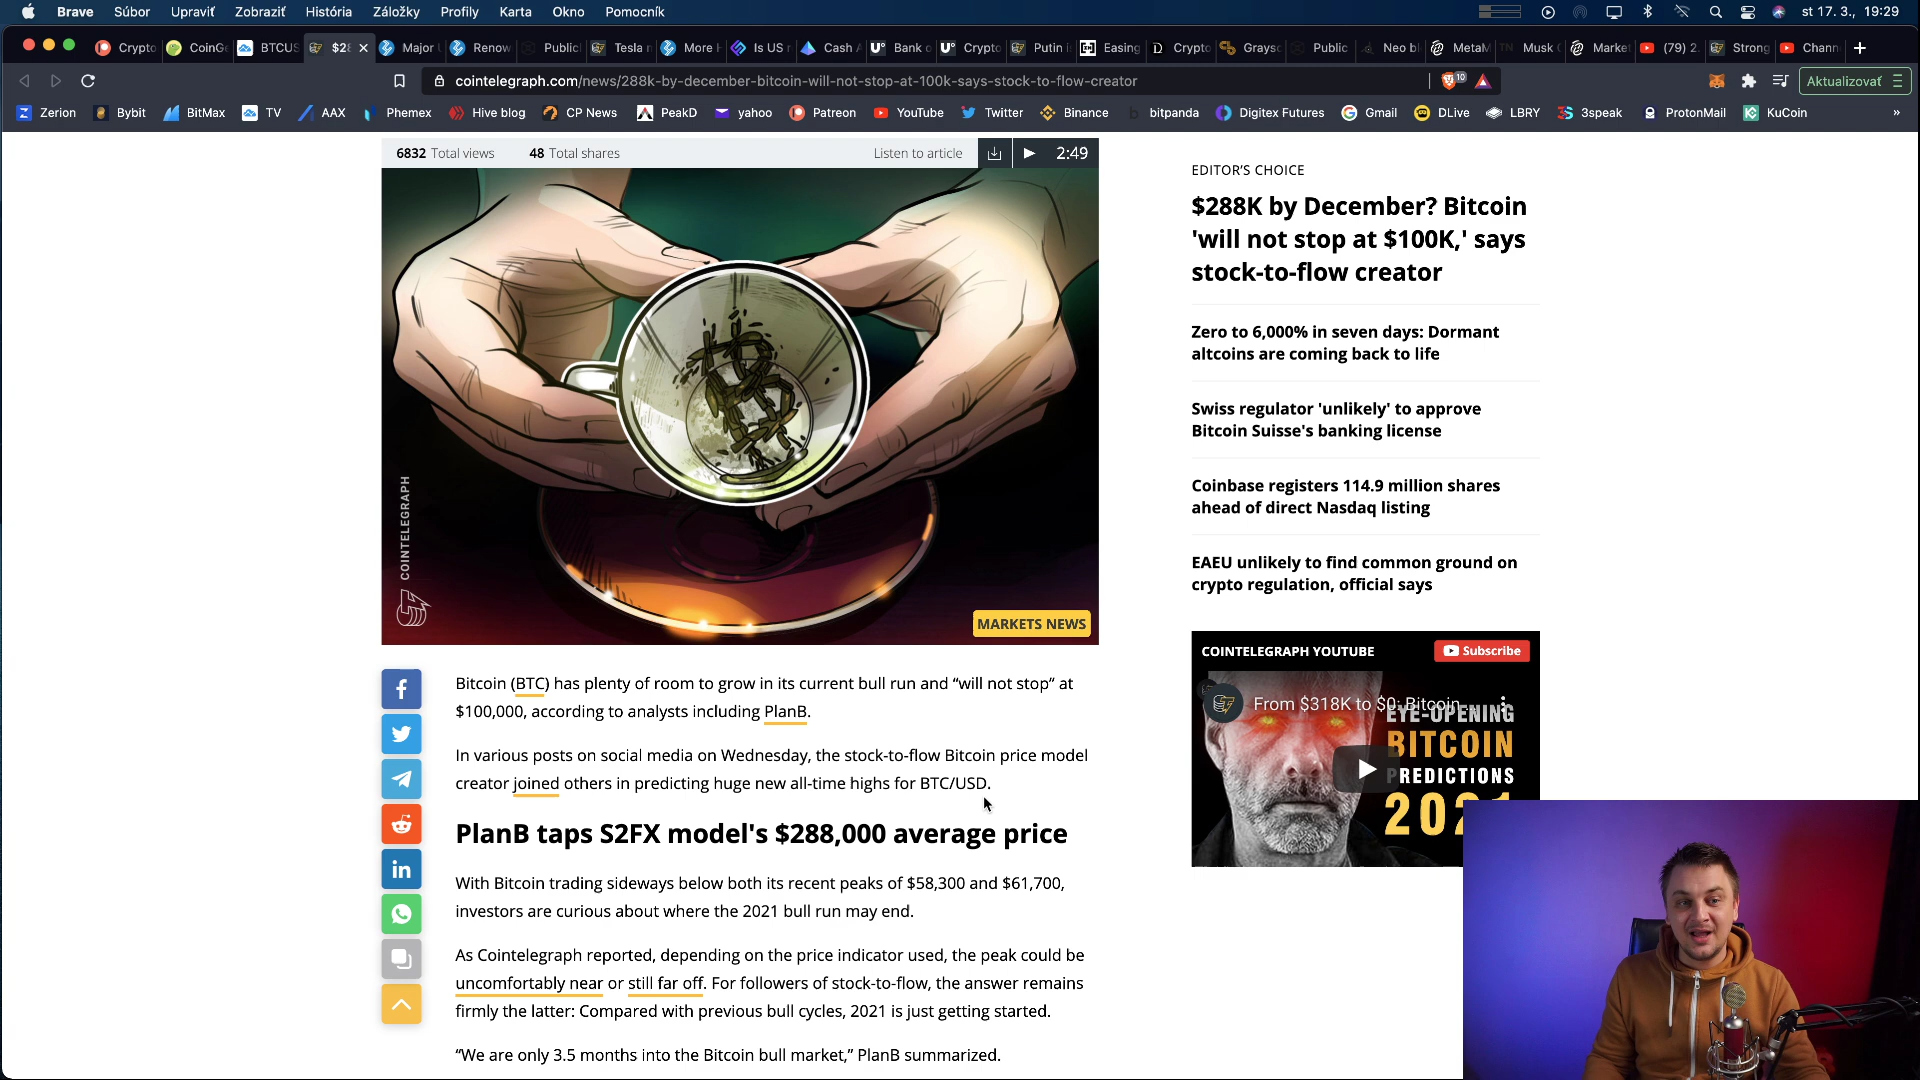 Brave Súbor Upraviť Zobraziť História Záložky Profily Karta Okno Pomocník st 17. 3., 19:29
Crypto CoinGe BTCUS $28 Major Renow Public Tesla More Is US Cash Bank Crypto Putin Easing Crypto Graysc Public Neo bl MetaM Musk Market (79) 2. Strong Chann
cointelegraph.com/news/288k-by-december-bitcoin-will-not-stop-at-100k-says-stock-to-flow-creator 10 Aktualizovať
Zerion Bybit BitMax TV AAX Phemex Hive blog CP News PeakD yahoo Patreon YouTube Twitter Binance bitpanda Digitex Futures Gmail DLive LBRY 3speak ProtonMail KuCoin »
6832 Total views 48 Total shares Listen to article 2:49
COINTELEGRAPH
MARKETS NEWS
Bitcoin (BTC) has plenty of room to grow in its current bull run and “will not stop” at
$100,000, according to analysts including PlanB.
In various posts on social media on Wednesday, the stock-to-flow Bitcoin price model
creator joined others in predicting huge new all-time highs for BTC/USD.
PlanB taps S2FX model's $288,000 average price
With Bitcoin trading sideways below both its recent peaks of $58,300 and $61,700,
investors are curious about where the 2021 bull run may end.
As Cointelegraph reported, depending on the price indicator used, the peak could be
uncomfortably near or still far off. For followers of stock-to-flow, the answer remains
firmly the latter: Compared with previous bull cycles, 2021 is just getting started.
“We are only 3.5 months into the Bitcoin bull market,” PlanB summarized.
EDITOR’S CHOICE
$288K by December? Bitcoin
'will not stop at $100K,' says
stock-to-flow creator
Zero to 6,000% in seven days: Dormant
altcoins are coming back to life
Swiss regulator 'unlikely' to approve
Bitcoin Suisse's banking license
Coinbase registers 114.9 million shares
ahead of direct Nasdaq listing
EAEU unlikely to find common ground on
crypto regulation, official says
COINTELEGRAPH YOUTUBE Subscribe
From $318K to $0: Bitcoin ...
EYE-OPENING
BITCOIN
PREDICTIONS
2021